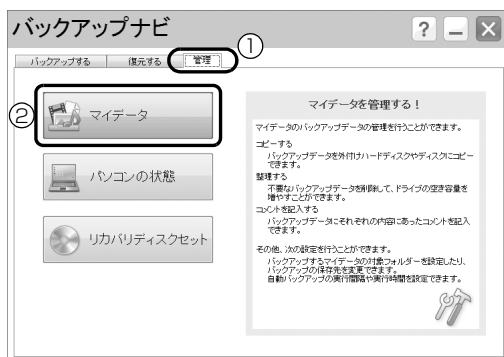 バックアップナビ
?
①
バックアップする 復元する 管理
②
マイデータ
パソコンの状態
リカバリディスクセット
マイデータを管理する！
マイデータのバックアップデータの管理を行うことができます。
コピーする
バックアップデータを外付けハードディスクやディスクにコピー
できます。
整理する
不要なバックアップデータを削除して、ドライブの空き容量を
増やすことができます。
コメントを記入する
バックアップデータにそれぞれの内容にあったコメントを記入
できます。
その他、次の設定を行うことができます。
バックアップするマイデータの対象フォルダーを設定したり、
バックアップの保存先を変更できます。
自動バックアップの実行間隔や実行時間を設定できます。